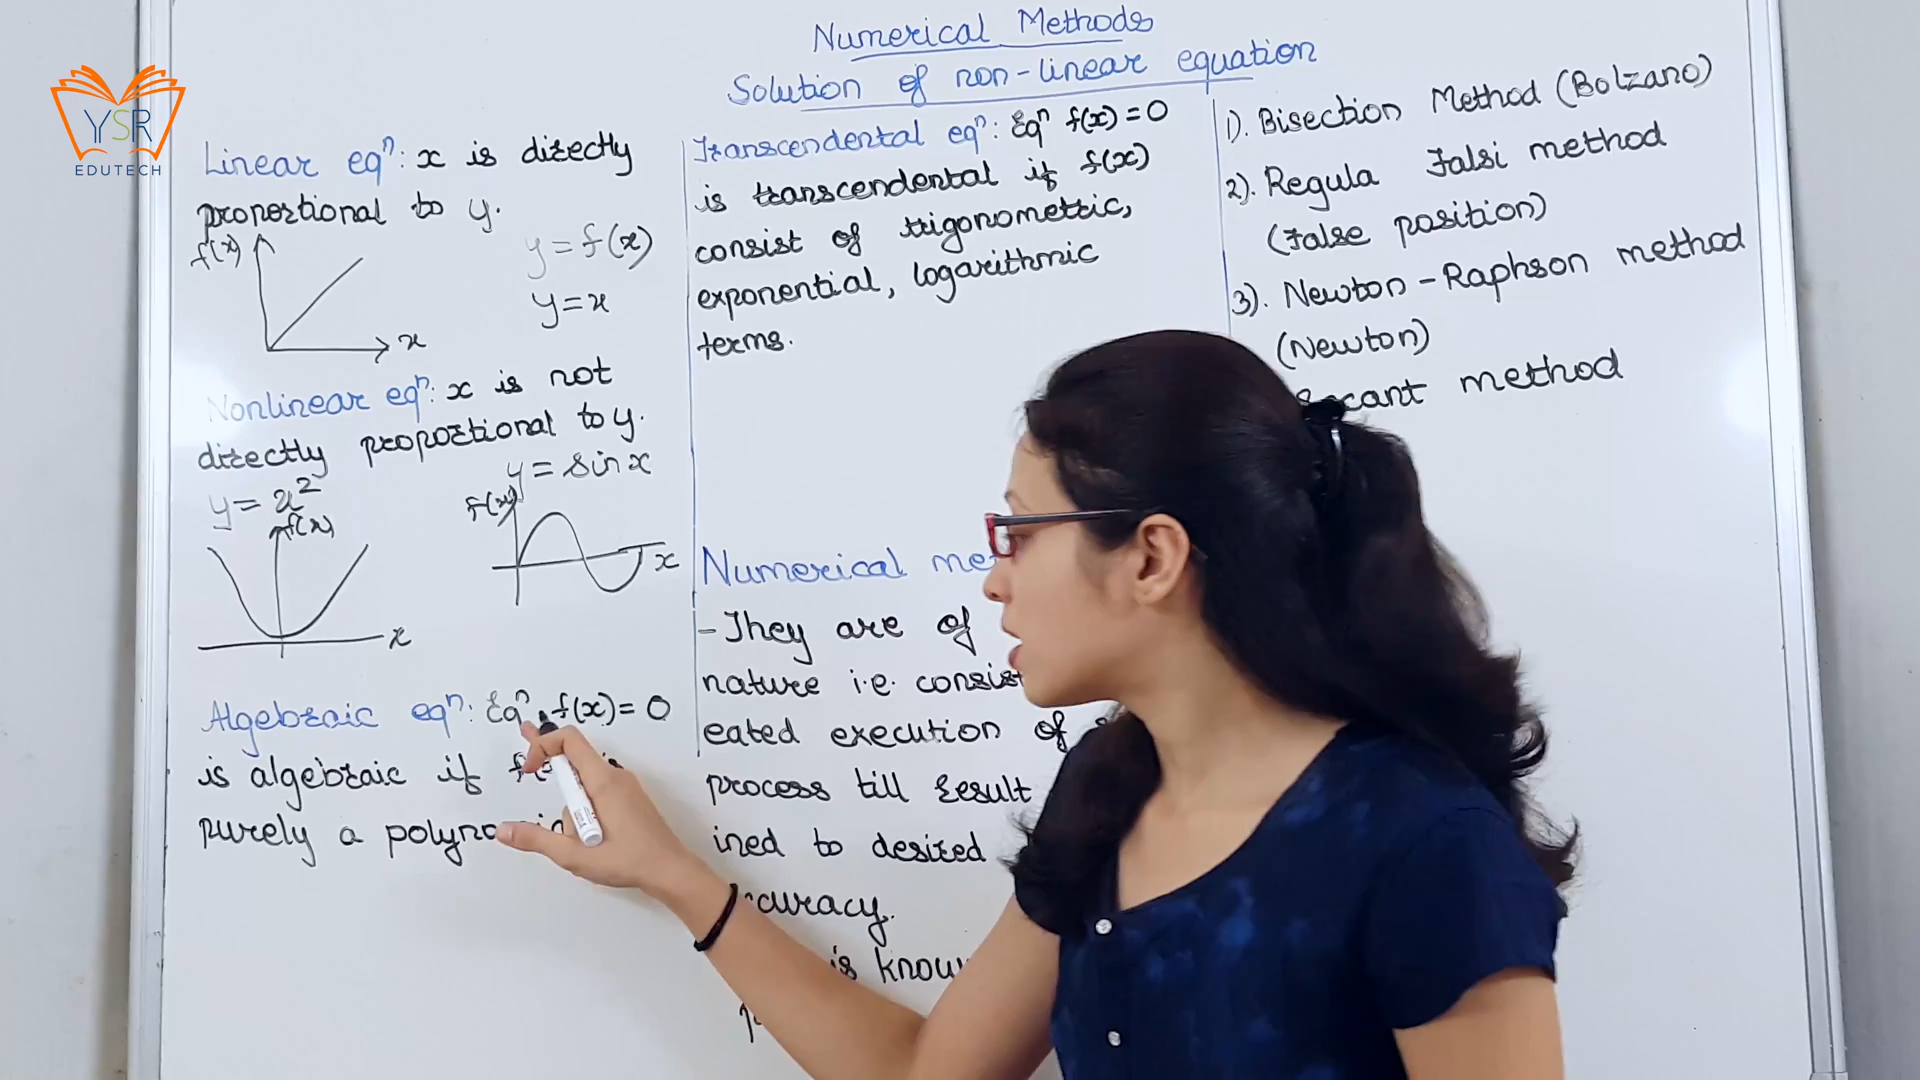 Numerical Methods
Solution of non-linear equation
YSR
EDUTECH
Linear eqⁿ: x is directly
proportional to y.
f(x)
y = f(x)
y = x
x
Nonlinear eqⁿ: x is not
directly proportional to y.
y = x²
f(x)
x
y = sin x
f(x)
x
Algebraic eqⁿ: Eqⁿ f(x) = 0
is algebraic if
purely a
Transcendental eqⁿ: Eqⁿ f(x) = 0
is transcendental if f(x)
consist of trigonometric,
exponential, logarithmic
terms.
Numerical
- They are of
nature i.e. consist
eated execution of
process till result
ined to desired
is
1). Bisection Method (Bolzano)
2). Regula Falsi method
(False position)
3). Newton - Raphson method
(Newton)
method